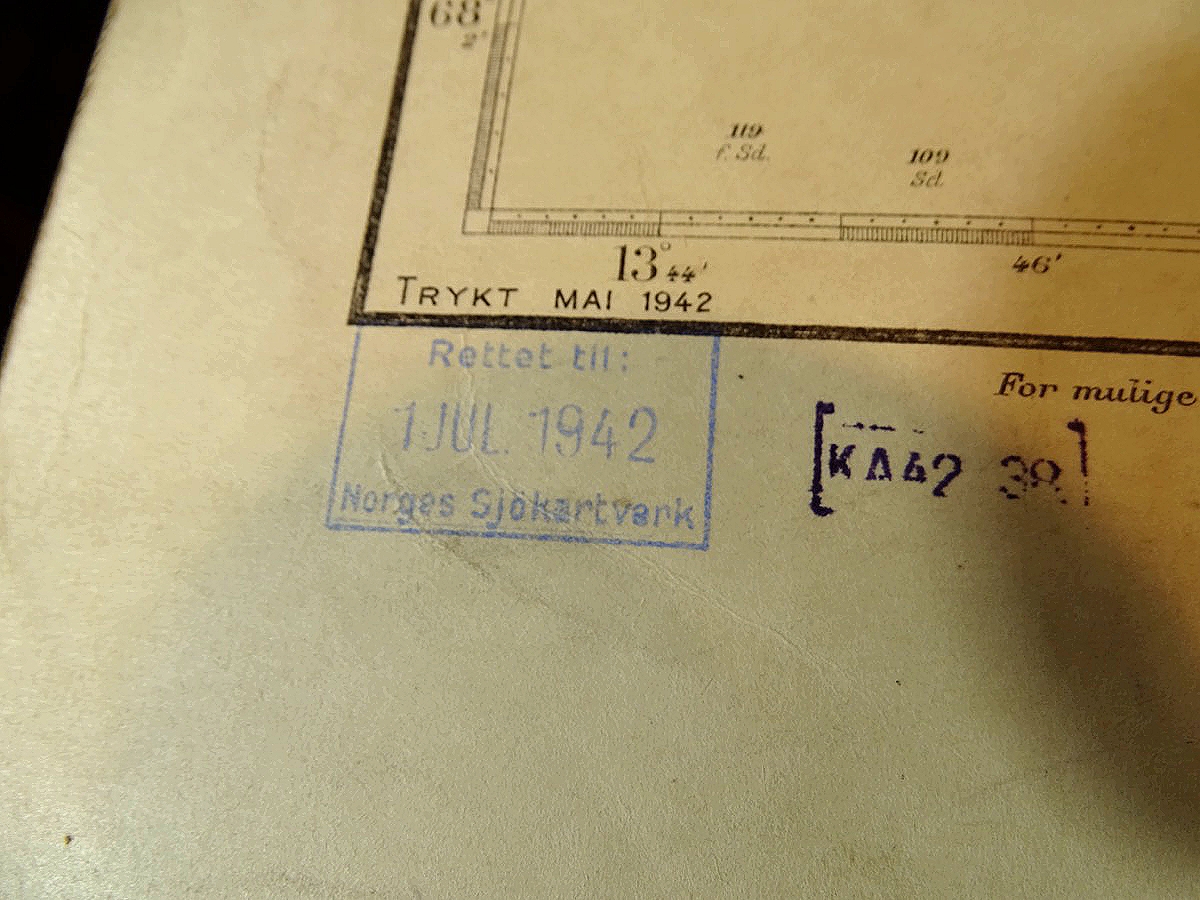 68°
2'
119
f. Sd.
109
Sd.
13° 44'
46'
TRYKT MAI 1942
Rettet til:
1 JUL. 1942
Norges Sjökartverk
For mulige
KA42 38